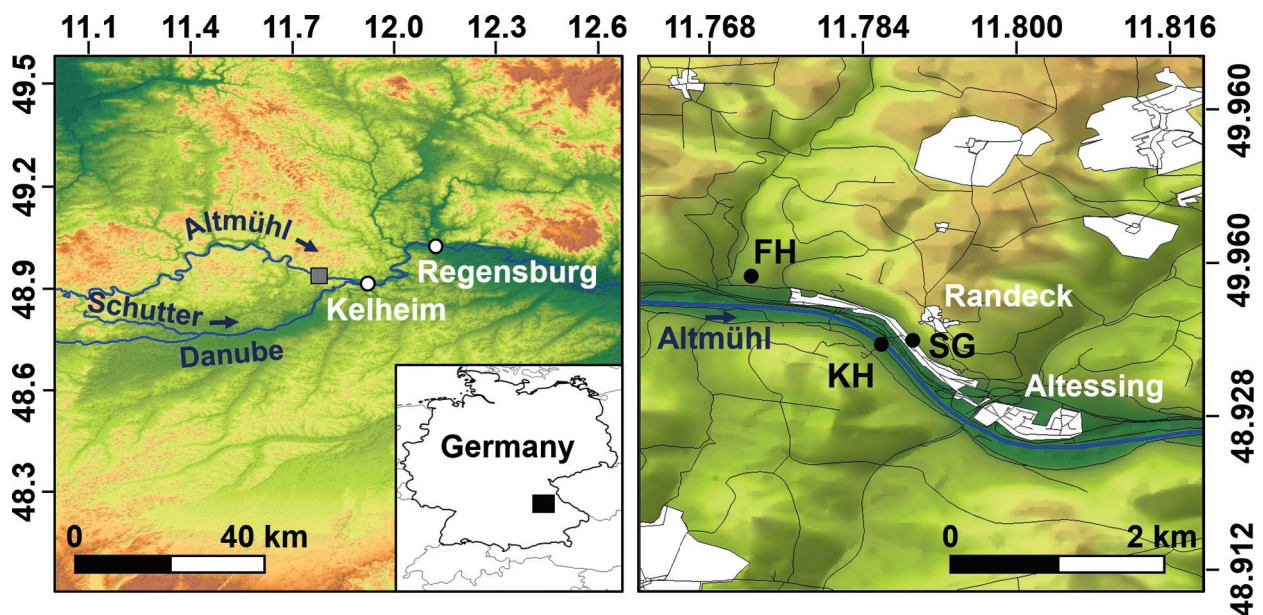 11.1 11.4 11.7 12.0 12.3 12.6
49.5
49.2
48.9
48.6
48.3
Altmühl
Regensburg
Kelheim
Schutter
Danube
Germany
0 40 km
11.768 11.784 11.800 11.816
49.960
49.960
48.928
48.912
FH
Randeck
Altmühl
SG
KH
Altessing
0 2 km